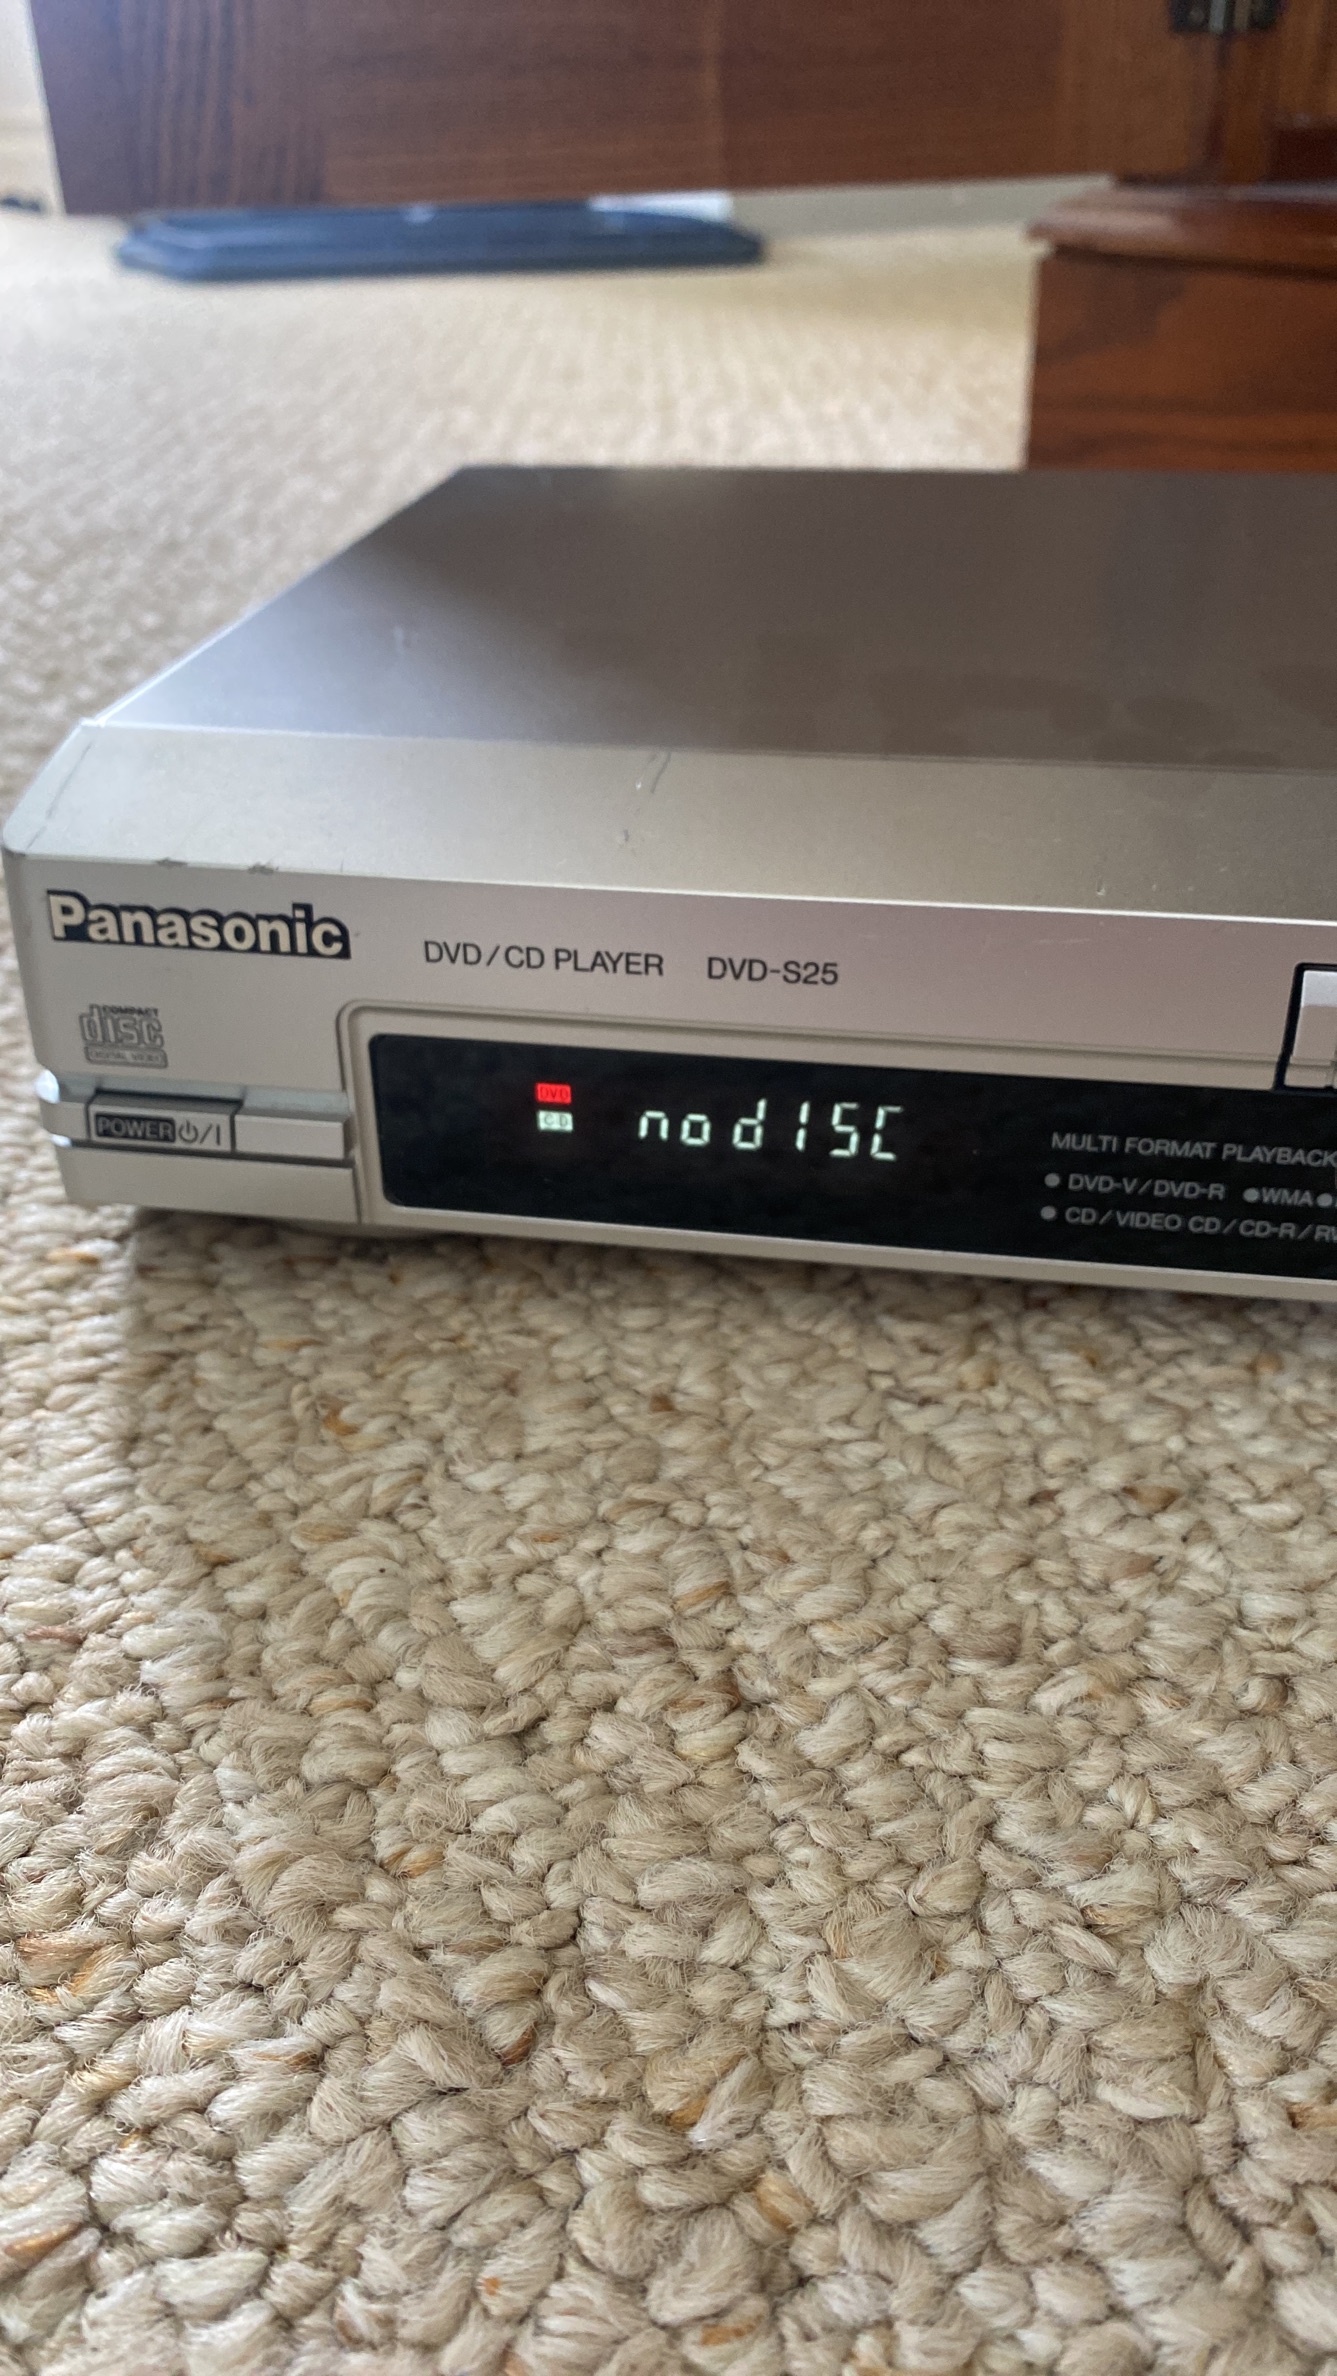 Panasonic
DVD/CD PLAYER DVD-S25
COMPACT
disc
DIGITAL VIDEO
POWER ⏻/I
DVD
CD
nodISC
MULTI FORMAT PLAYBACK
● DVD-V/DVD-R ●WMA●
● CD/VIDEO CD/CD-R/RW